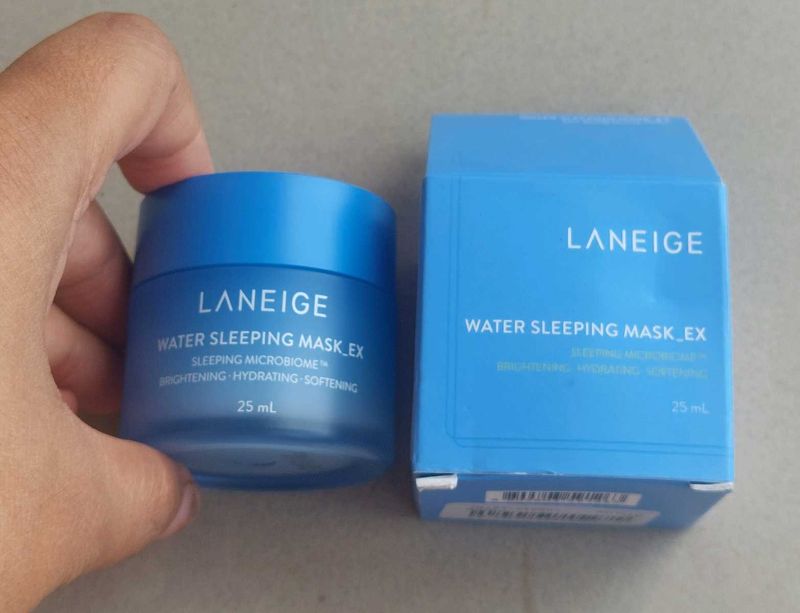 LANEIGE
WATER SLEEPING MASK_EX
SLEEPING MICROBIOME™
BRIGHTENING · HYDRATING · SOFTENING
25 mL
LANEIGE
WATER SLEEPING MASK_EX
SLEEPING MICROBIOME™
BRIGHTENING · HYDRATING · SOFTENING
25 mL